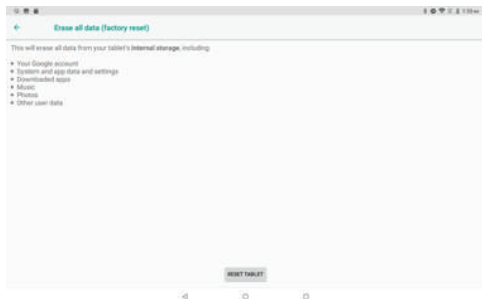 Erase all data (factory reset)
This will erase all data from your tablet's internal storage, including:
Your Google account
System and app data and settings
Downloaded apps
Music
Photos
Other user data
RESET TABLET